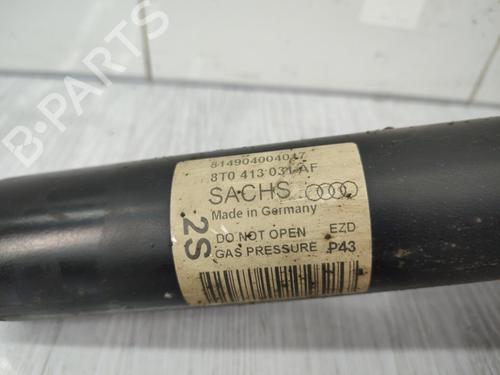 B-PARTS
814904004047
8T0 413 031 AF
SACHS
Made in Germany
2S
DO NOT OPEN EZD
GAS PRESSURE P43